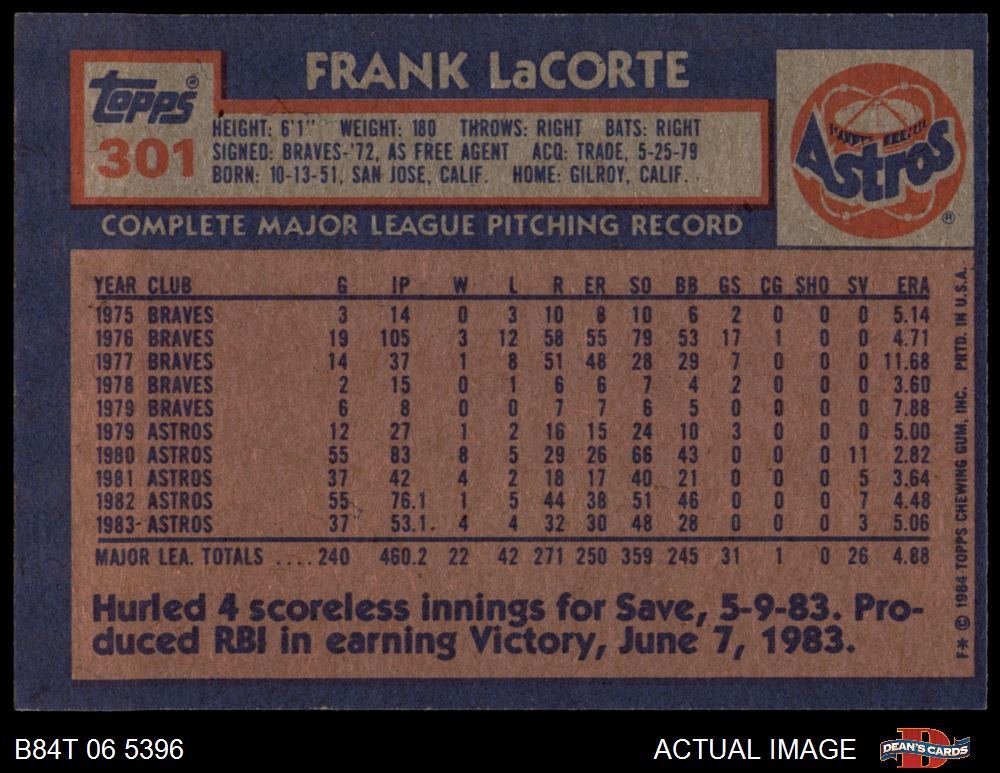 FRANK LaCORTE
Topps®
301
HEIGHT: 6'1" WEIGHT: 180 THROWS: RIGHT BATS: RIGHT
SIGNED: BRAVES-'72, AS FREE AGENT ACQ: TRADE, 5-25-79
BORN: 10-13-51, SAN JOSE, CALIF. HOME: GILROY, CALIF.
Astros
®
COMPLETE MAJOR LEAGUE PITCHING RECORD
YEAR CLUB G IP W L R ER SO BB GS CG SHO SV ERA
1975 BRAVES 3 14 0 3 10 8 10 6 2 0 0 0 5.14
1976 BRAVES 19 105 3 12 58 55 79 53 17 1 0 0 4.71
1977 BRAVES 14 37 1 8 51 48 28 29 7 0 0 0 11.68
1978 BRAVES 2 15 0 1 6 6 7 4 2 0 0 0 3.60
1979 BRAVES 6 8 0 0 7 7 6 5 0 0 0 0 7.88
1979 ASTROS 12 27 1 2 16 15 24 10 3 0 0 0 5.00
1980 ASTROS 55 83 8 5 29 26 66 43 0 0 0 11 2.82
1981 ASTROS 37 42 4 2 18 17 40 21 0 0 0 5 3.64
1982 ASTROS 55 76.1 1 5 44 38 51 46 0 0 0 7 4.48
1983 ASTROS 37 53.1 4 4 32 30 48 28 0 0 0 3 5.06
MAJOR LEA. TOTALS .... 240 460.2 22 42 271 250 359 245 31 1 0 26 4.88
Hurled 4 scoreless innings for Save, 5-9-83. Pro-
duced RBI in earning Victory, June 7, 1983.
F* © 1984 TOPPS CHEWING GUM, INC. PRTD. IN U.S.A.
B84T 06 5396
ACTUAL IMAGE
DEAN'S CARDS